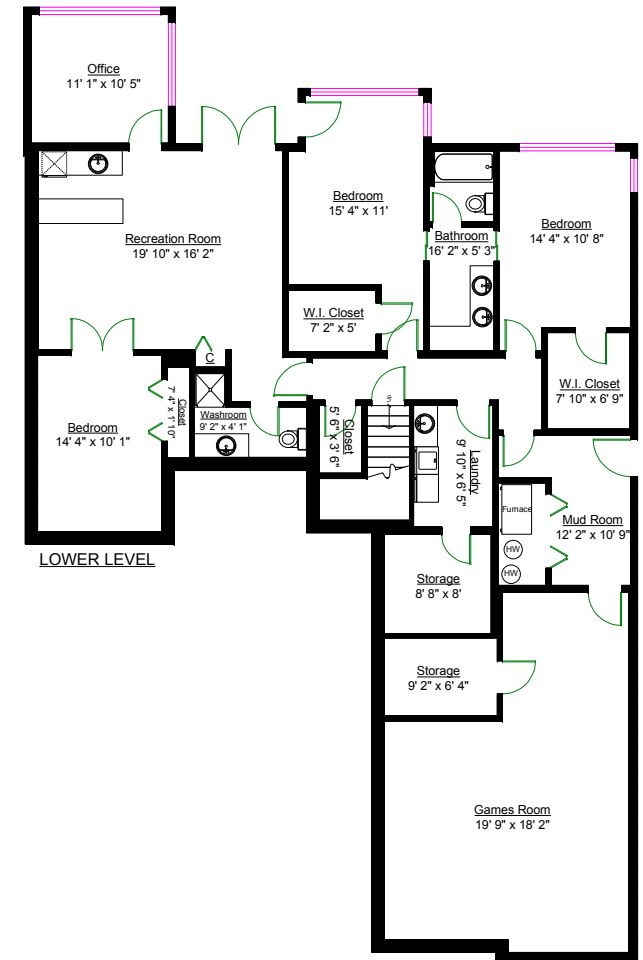 Office
11' 1" x 10' 5"
Bedroom
15' 4" x 11'
Bedroom
14' 4" x 10' 8"
Bathroom
16' 2" x 5' 3"
Recreation Room
19' 10" x 16' 2"
W.I. Closet
7' 2" x 5'
C
W.I. Closet
7' 10" x 6' 9"
Bedroom
14' 4" x 10' 1"
Closet
7' 4" x 1' 10"
Washroom
9' 2" x 4' 1"
Closet
5' 6" x 3' 6"
Up
Laundry
9' 10" x 6' 5"
Furnace
HW
HW
Mud Room
12' 2" x 10' 9"
LOWER LEVEL
Storage
8' 8" x 8'
Storage
9' 2" x 6' 4"
Games Room
19' 9" x 18' 2"